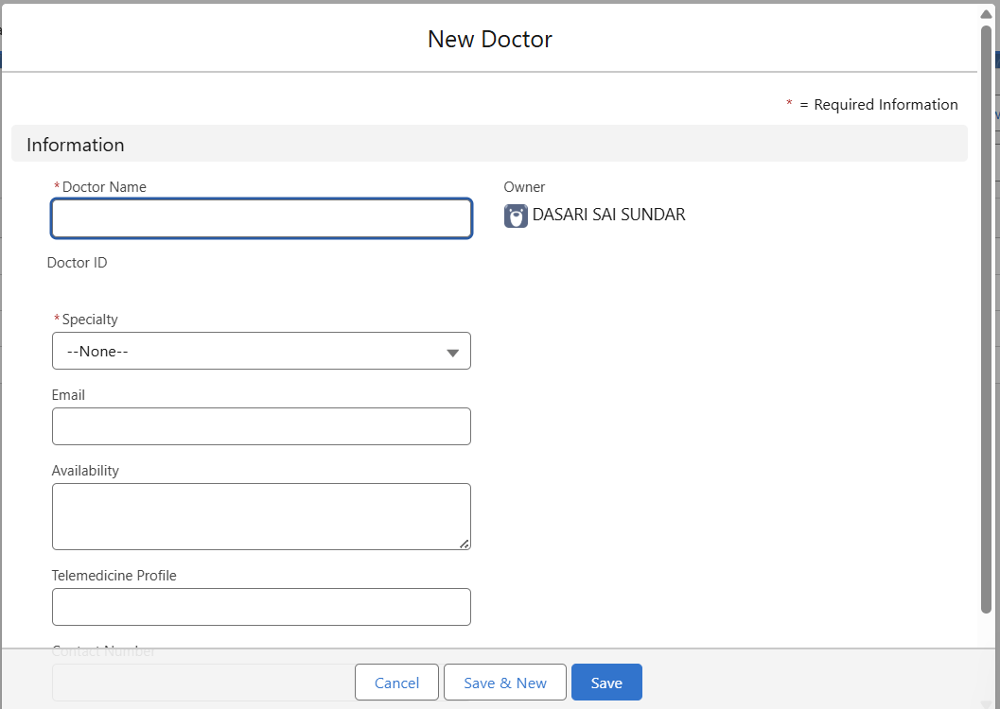 New Doctor
* = Required Information
Information
*Doctor Name
Owner
DASARI SAI SUNDAR
Doctor ID
*Specialty
--None--
Email
Availability
Telemedicine Profile
Contact Number
Cancel
Save & New
Save